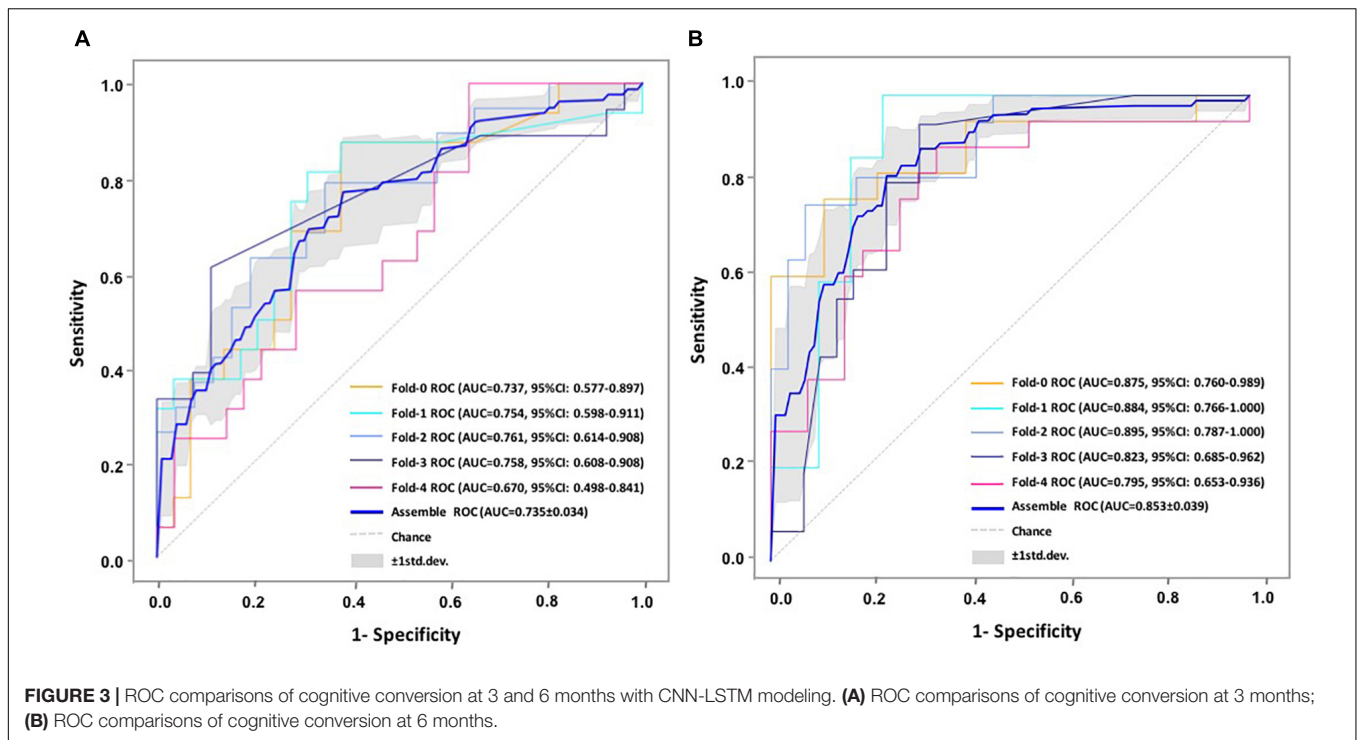 A
B
1.0
0.8
0.6
0.4
0.2
0.0
Sensitivity
Fold-0 ROC (AUC=0.737, 95%CI: 0.577-0.897)
Fold-1 ROC (AUC=0.754, 95%CI: 0.598-0.911)
Fold-2 ROC (AUC=0.761, 95%CI: 0.614-0.908)
Fold-3 ROC (AUC=0.758, 95%CI: 0.608-0.908)
Fold-4 ROC (AUC=0.670, 95%CI: 0.498-0.841)
Assemble ROC (AUC=0.735±0.034)
Chance
±1std.dev.
0.0 0.2 0.4 0.6 0.8 1.0
1- Specificity
1.0
0.8
0.6
0.4
0.2
0.0
Sensitivity
Fold-0 ROC (AUC=0.875, 95%CI: 0.760-0.989)
Fold-1 ROC (AUC=0.884, 95%CI: 0.766-1.000)
Fold-2 ROC (AUC=0.895, 95%CI: 0.787-1.000)
Fold-3 ROC (AUC=0.823, 95%CI: 0.685-0.962)
Fold-4 ROC (AUC=0.795, 95%CI: 0.653-0.936)
Assemble ROC (AUC=0.853±0.039)
Chance
±1std.dev.
0.0 0.2 0.4 0.6 0.8 1.0
1- Specificity
FIGURE 3 | ROC comparisons of cognitive conversion at 3 and 6 months with CNN-LSTM modeling. (A) ROC comparisons of cognitive conversion at 3 months;
(B) ROC comparisons of cognitive conversion at 6 months.